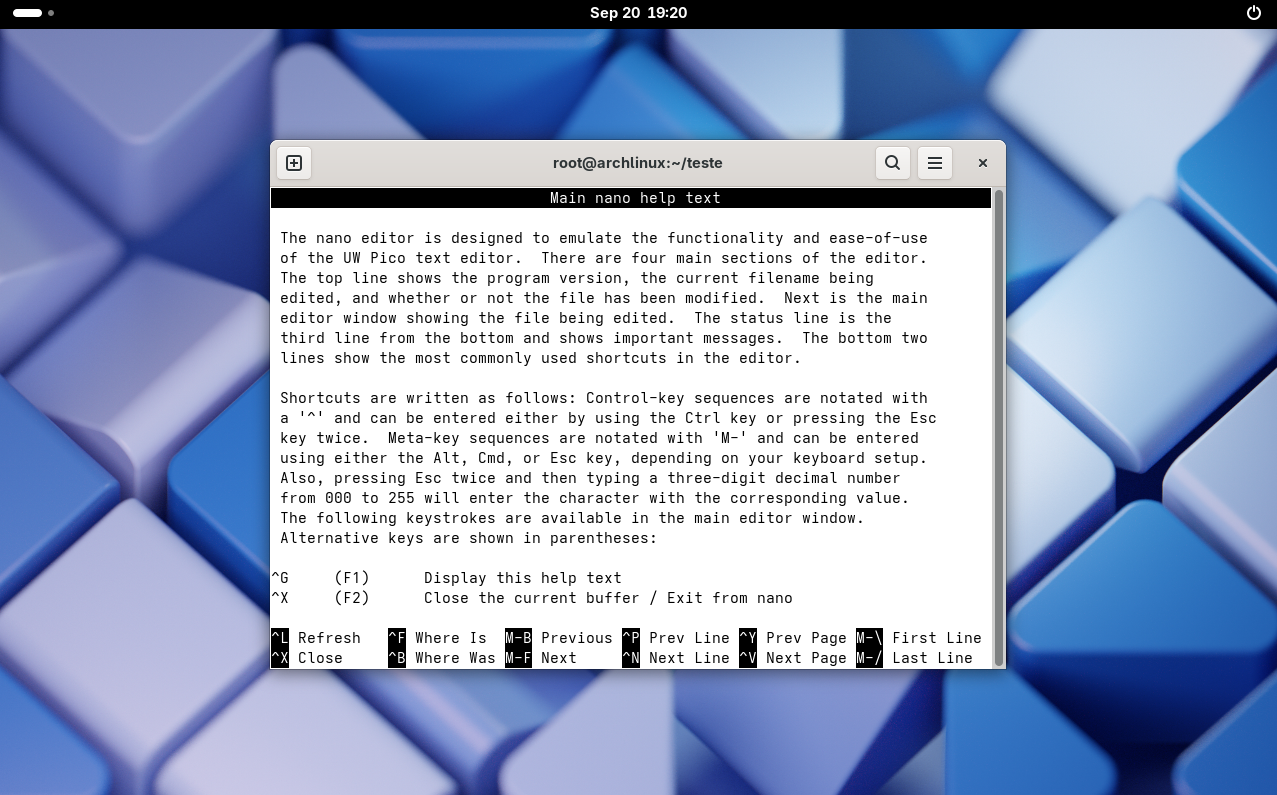 Sep 20 19:20
root@archlinux:~/teste
Main nano help text
The nano editor is designed to emulate the functionality and ease-of-use
of the UW Pico text editor.  There are four main sections of the editor.
The top line shows the program version, the current filename being
edited, and whether or not the file has been modified.  Next is the main
editor window showing the file being edited.  The status line is the
third line from the bottom and shows important messages.  The bottom two
lines show the most commonly used shortcuts in the editor.
Shortcuts are written as follows: Control-key sequences are notated with
a '^' and can be entered either by using the Ctrl key or pressing the Esc
key twice.  Meta-key sequences are notated with 'M-' and can be entered
using either the Alt, Cmd, or Esc key, depending on your keyboard setup.
Also, pressing Esc twice and then typing a three-digit decimal number
from 000 to 255 will enter the character with the corresponding value.
The following keystrokes are available in the main editor window.
Alternative keys are shown in parentheses:
^G     (F1)      Display this help text
^X     (F2)      Close the current buffer / Exit from nano
^L Refresh   ^F Where Is  M-B Previous ^P Prev Line ^Y Prev Page M-\ First Line
^X Close     ^B Where Was M-F Next     ^N Next Line ^V Next Page M-/ Last Line